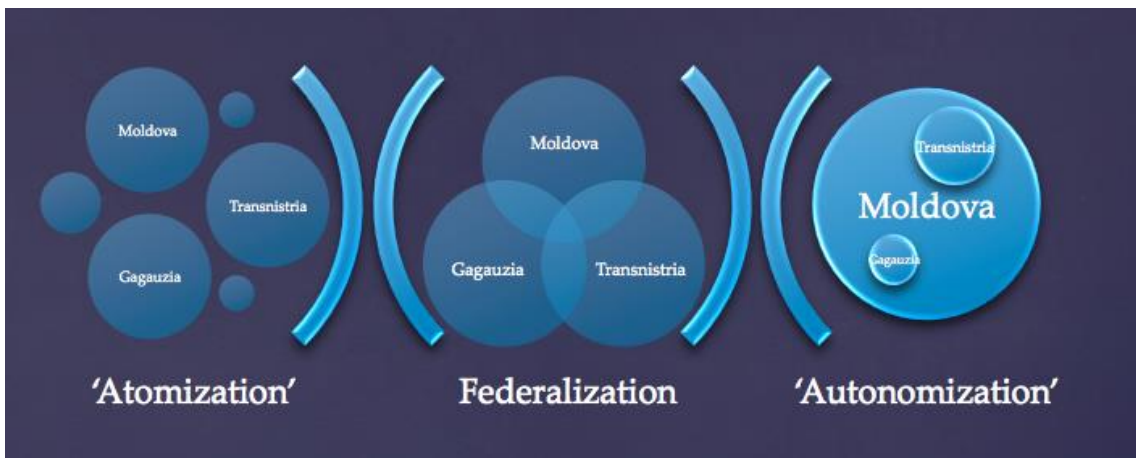 Moldova
Transnistria
Gagauzia
'Atomization'
Moldova
Gagauzia
Transnistria
Federalization
Transnistria
Moldova
Gagauzia
'Autonomization'